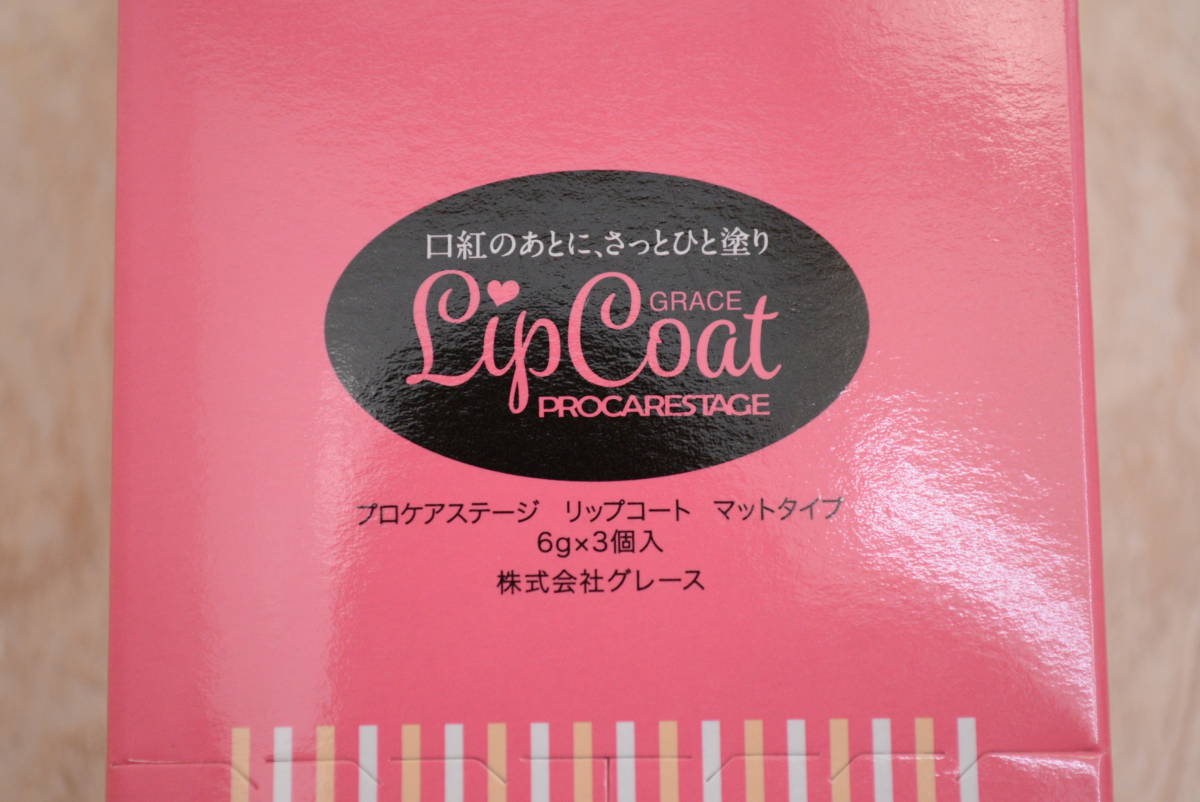 口紅のあとに、さっとひと塗り
GRACE
LipCoat
PROCARESTAGE
プロケアステージ　リップコート　マットタイプ
6g×3個入
株式会社グレース